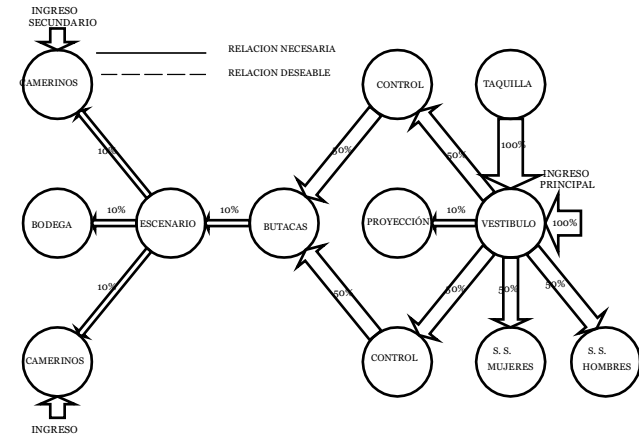 INGRESO
SECUNDARIO
RELACION NECESARIA
RELACION DESEABLE
CAMERINOS
CONTROL
TAQUILLA
10%
50%
50%
100%
INGRESO
PRINCIPAL
BODEGA
10%
ESCENARIO
10%
BUTACAS
PROYECCIÓN
10%
VESTIBULO
100%
10%
50%
50%
50%
50%
CAMERINOS
CONTROL
S. S.
MUJERES
S. S.
HOMBRES
INGRESO